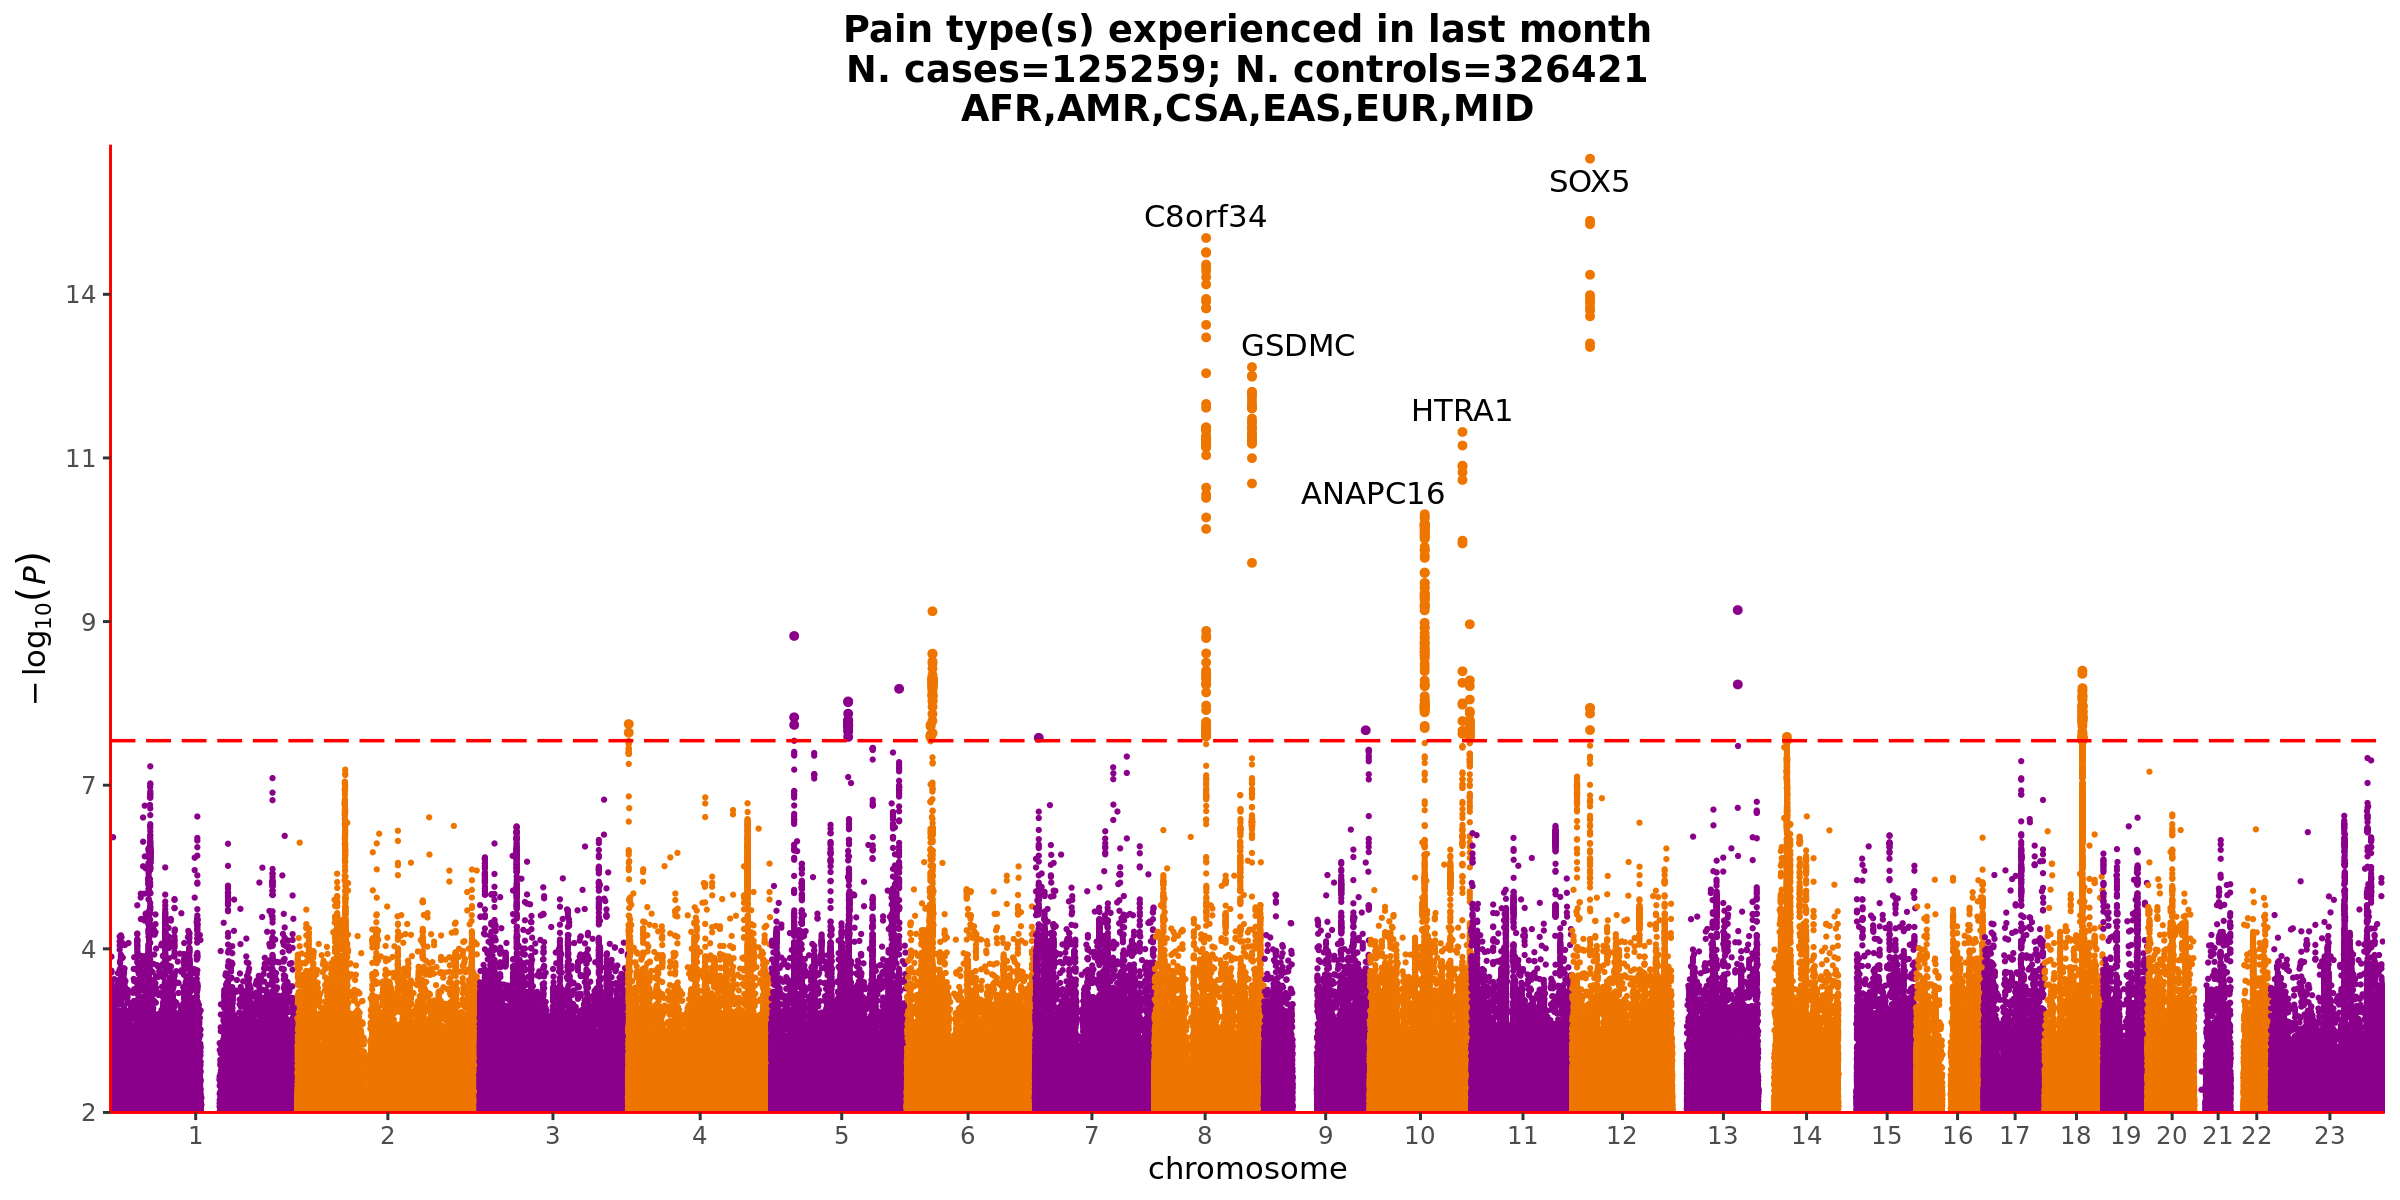 Pain type(s) experienced in last month
N. cases=125259; N. controls=326421
AFR,AMR,CSA,EAS,EUR,MID
SOX5
C8orf34
GSDMC
HTRA1
ANAPC16
14
11
9
7
4
2
−log10(P)
1 2 3 4 5 6 7 8 9 10 11 12 13 14 15 16 17 18 19 20 21 22 23
chromosome